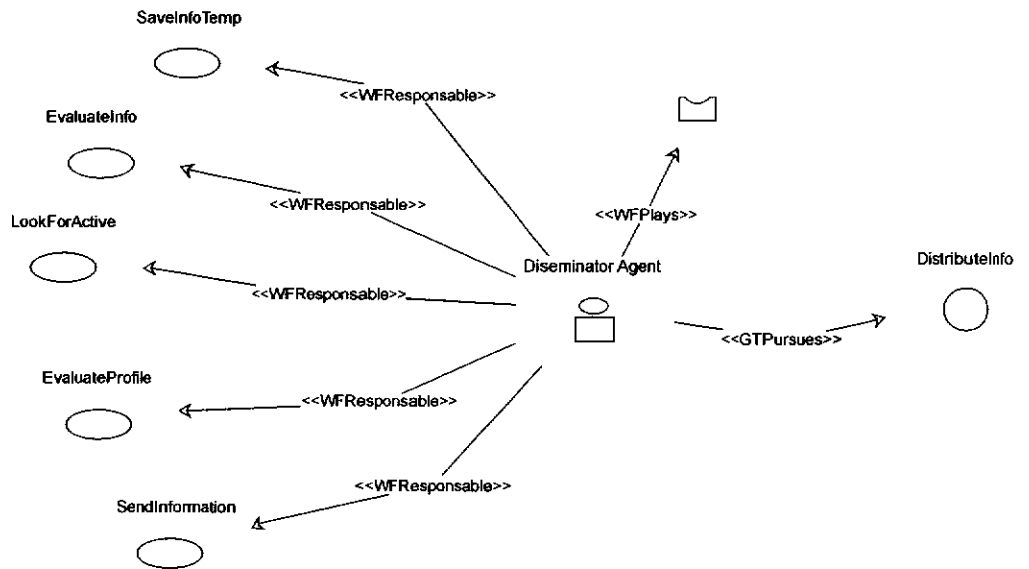 SaveInfoTemp
<<WFResponsable>>
EvaluateInfo
<<WFResponsable>>
<<WFPlays>>
LookForActive
Diseminator Agent
DistributeInfo
<<WFResponsable>>
<<GTPursues>>
EvaluateProfile
<<WFResponsable>>
<<WFResponsable>>
SendInformation